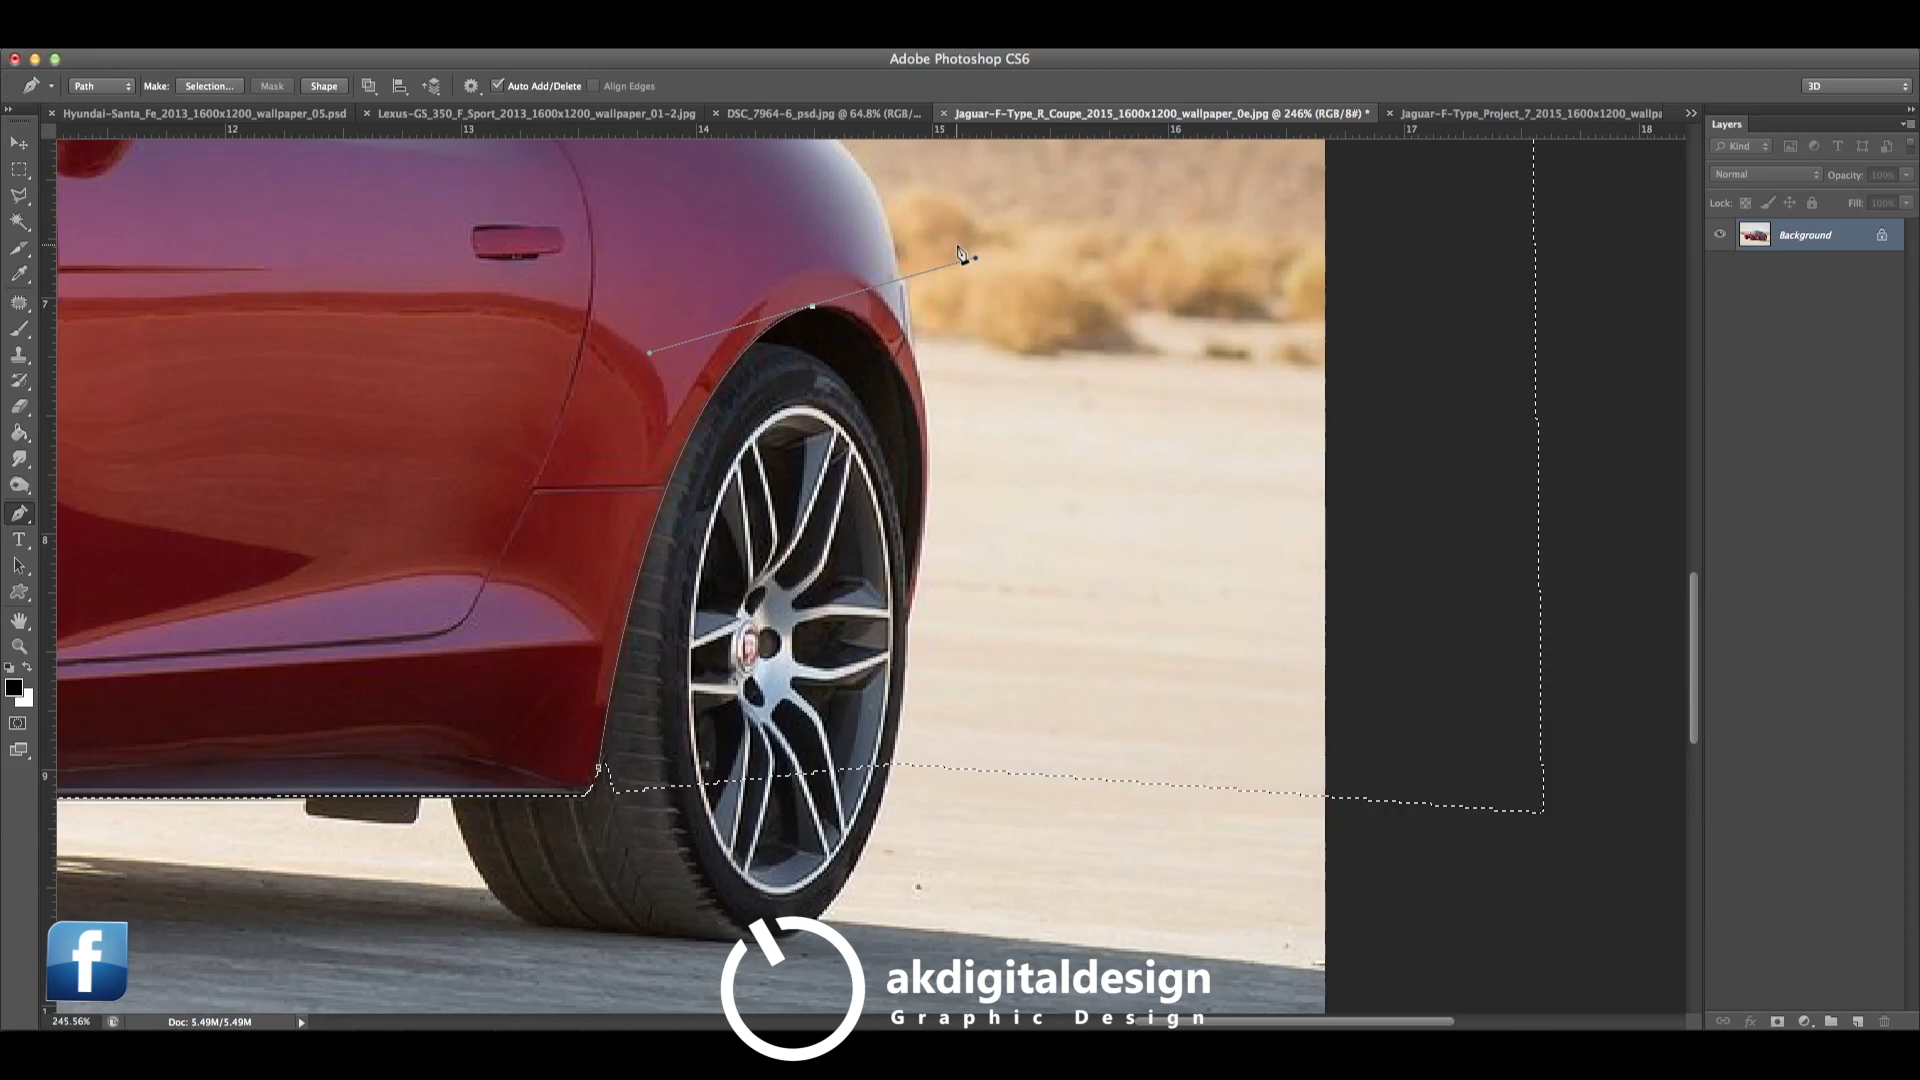 Adobe Photoshop CS6
Path Make: Selection... Mask Shape Auto Add/Delete Align Edges 3D
Hyundai-Santa_Fe_2013_1600x1200_wallpaper_05.psd Lexus-GS_350_F_Sport_2013_1600x1200_wallpaper_01-2.jpg DSC_7964-6_psd.jpg @ 64.8% (RGB/... Jaguar-F-Type_R_Coupe_2015_1600x1200_wallpaper_0e.jpg @ 246% (RGB/8#) * Jaguar-F-Type_Project_7_2015_1600x1200_wallpa
12 13 14 15 16 17 18
Layers
Kind
Normal Opacity: 100%
Lock: Fill: 100%
Background
7
8
9
f
akdigitaldesign
Graphic Design
245.56% Doc: 5.49M/5.49M